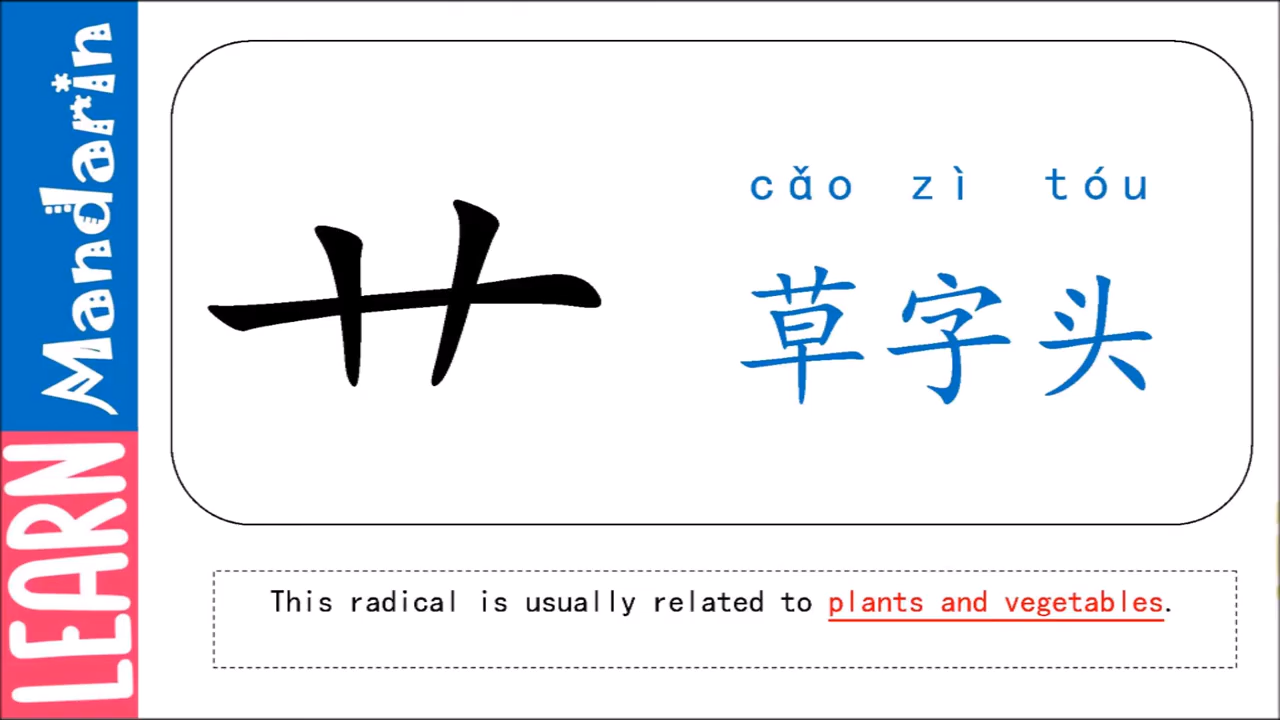 LEARN Mandarin
艹
cǎo zì tóu
草字头
This radical is usually related to plants and vegetables.